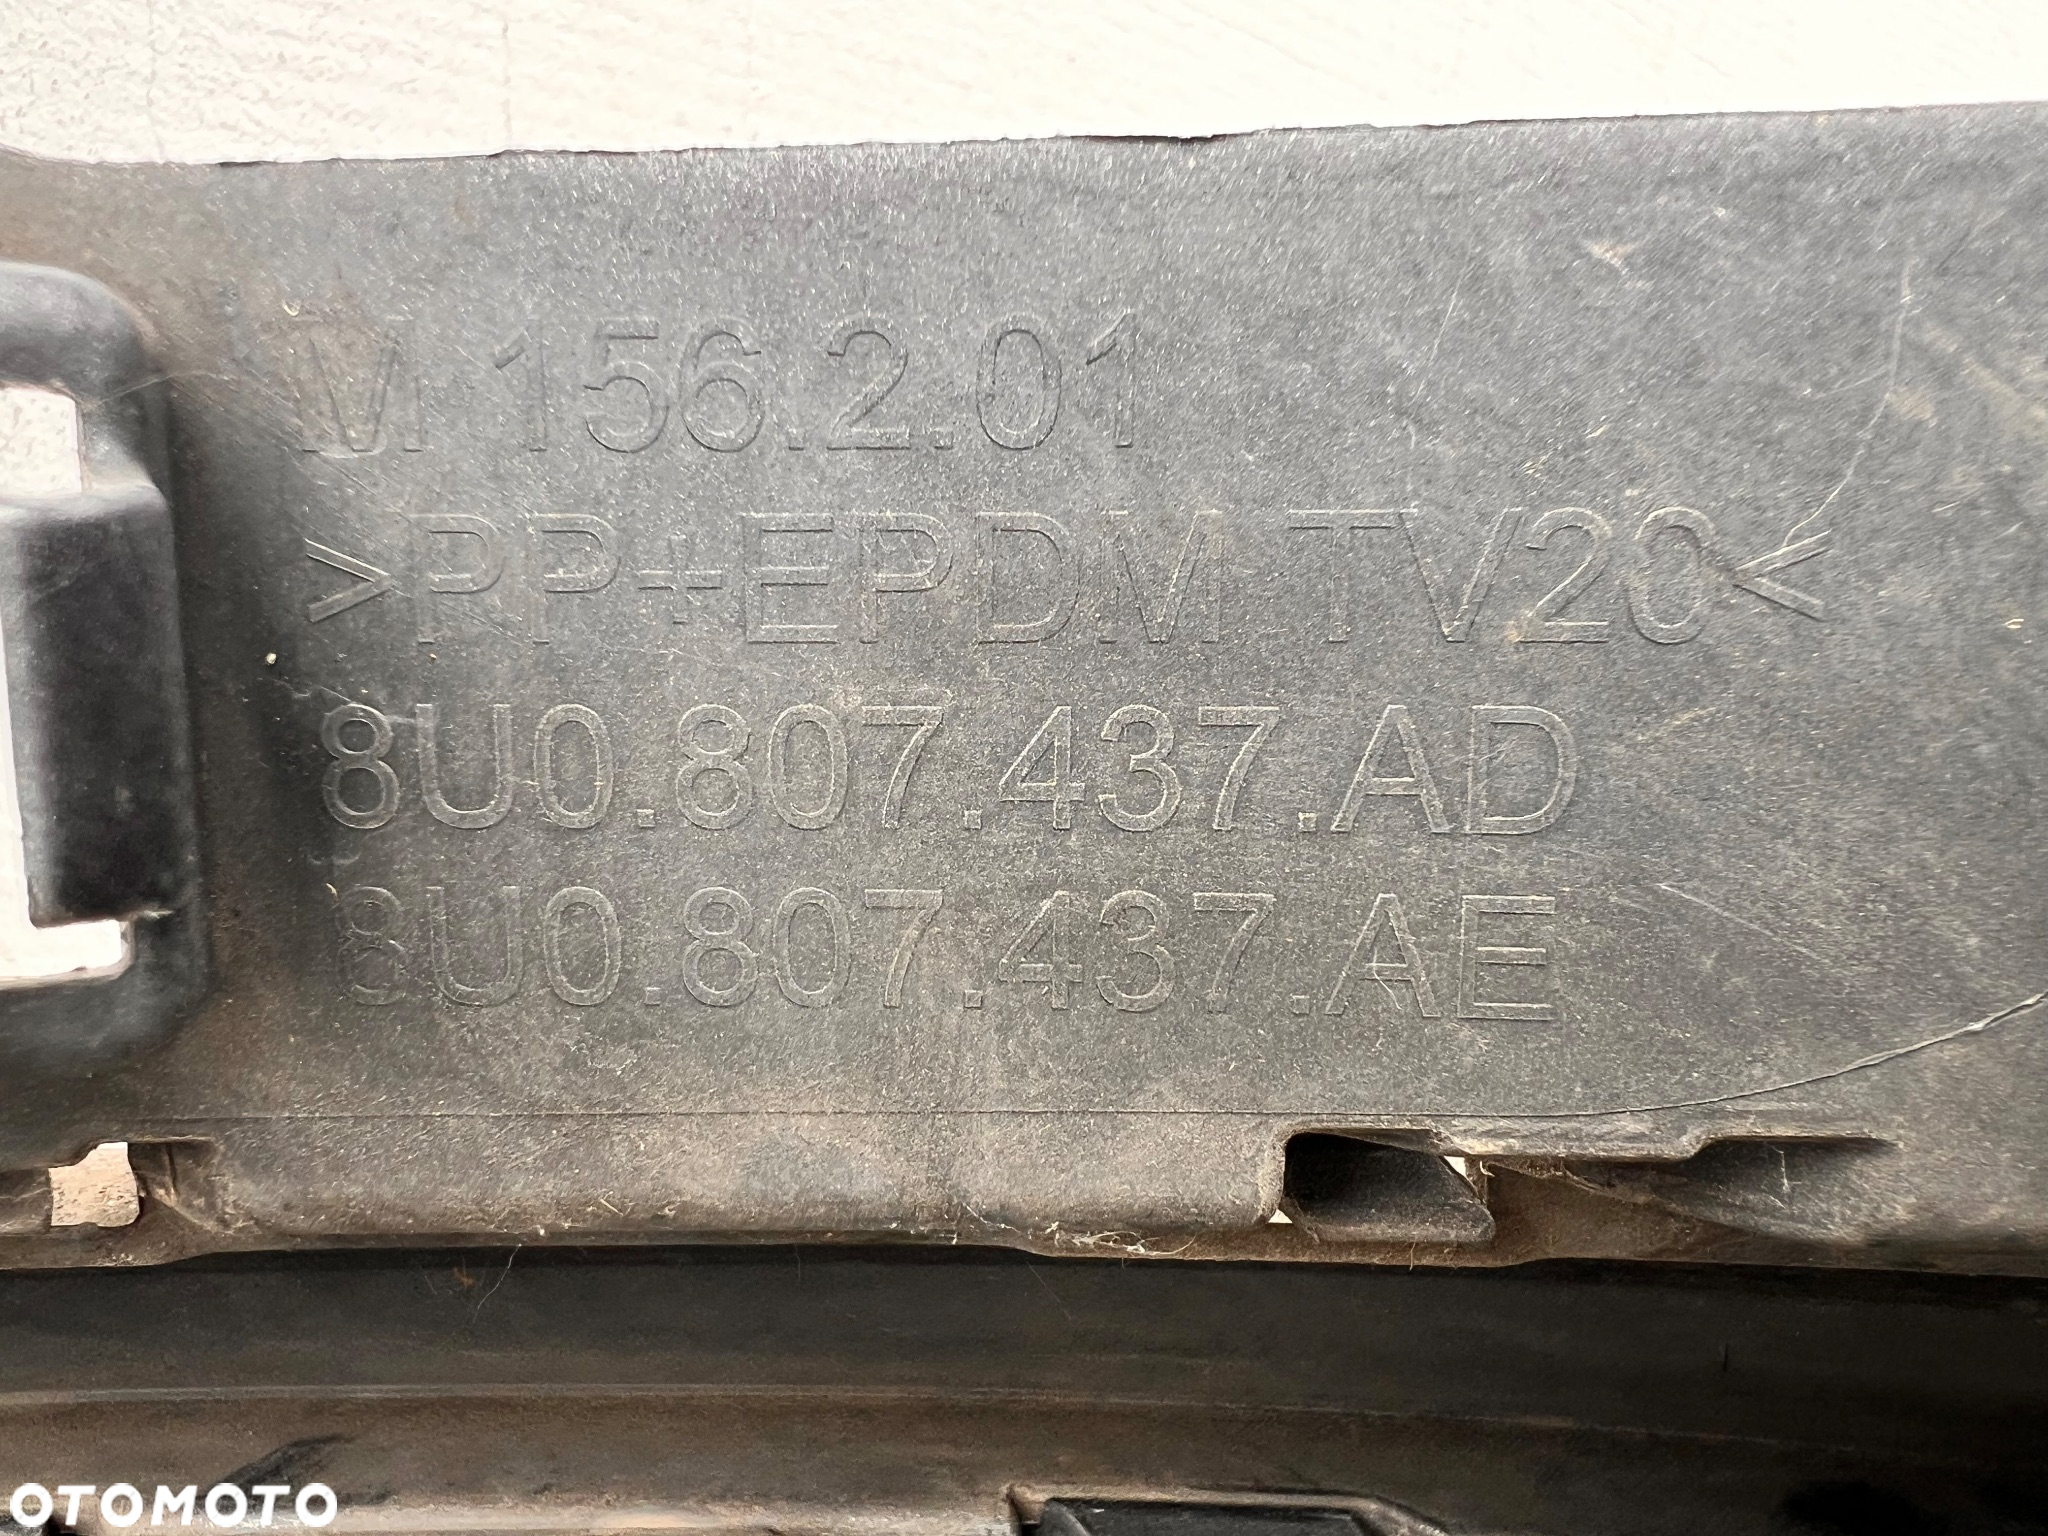 M 156.2.01
>PP+EPDM TV20<
8U0.807.437.AD
8U0.807.437.AE
OTOMOTO